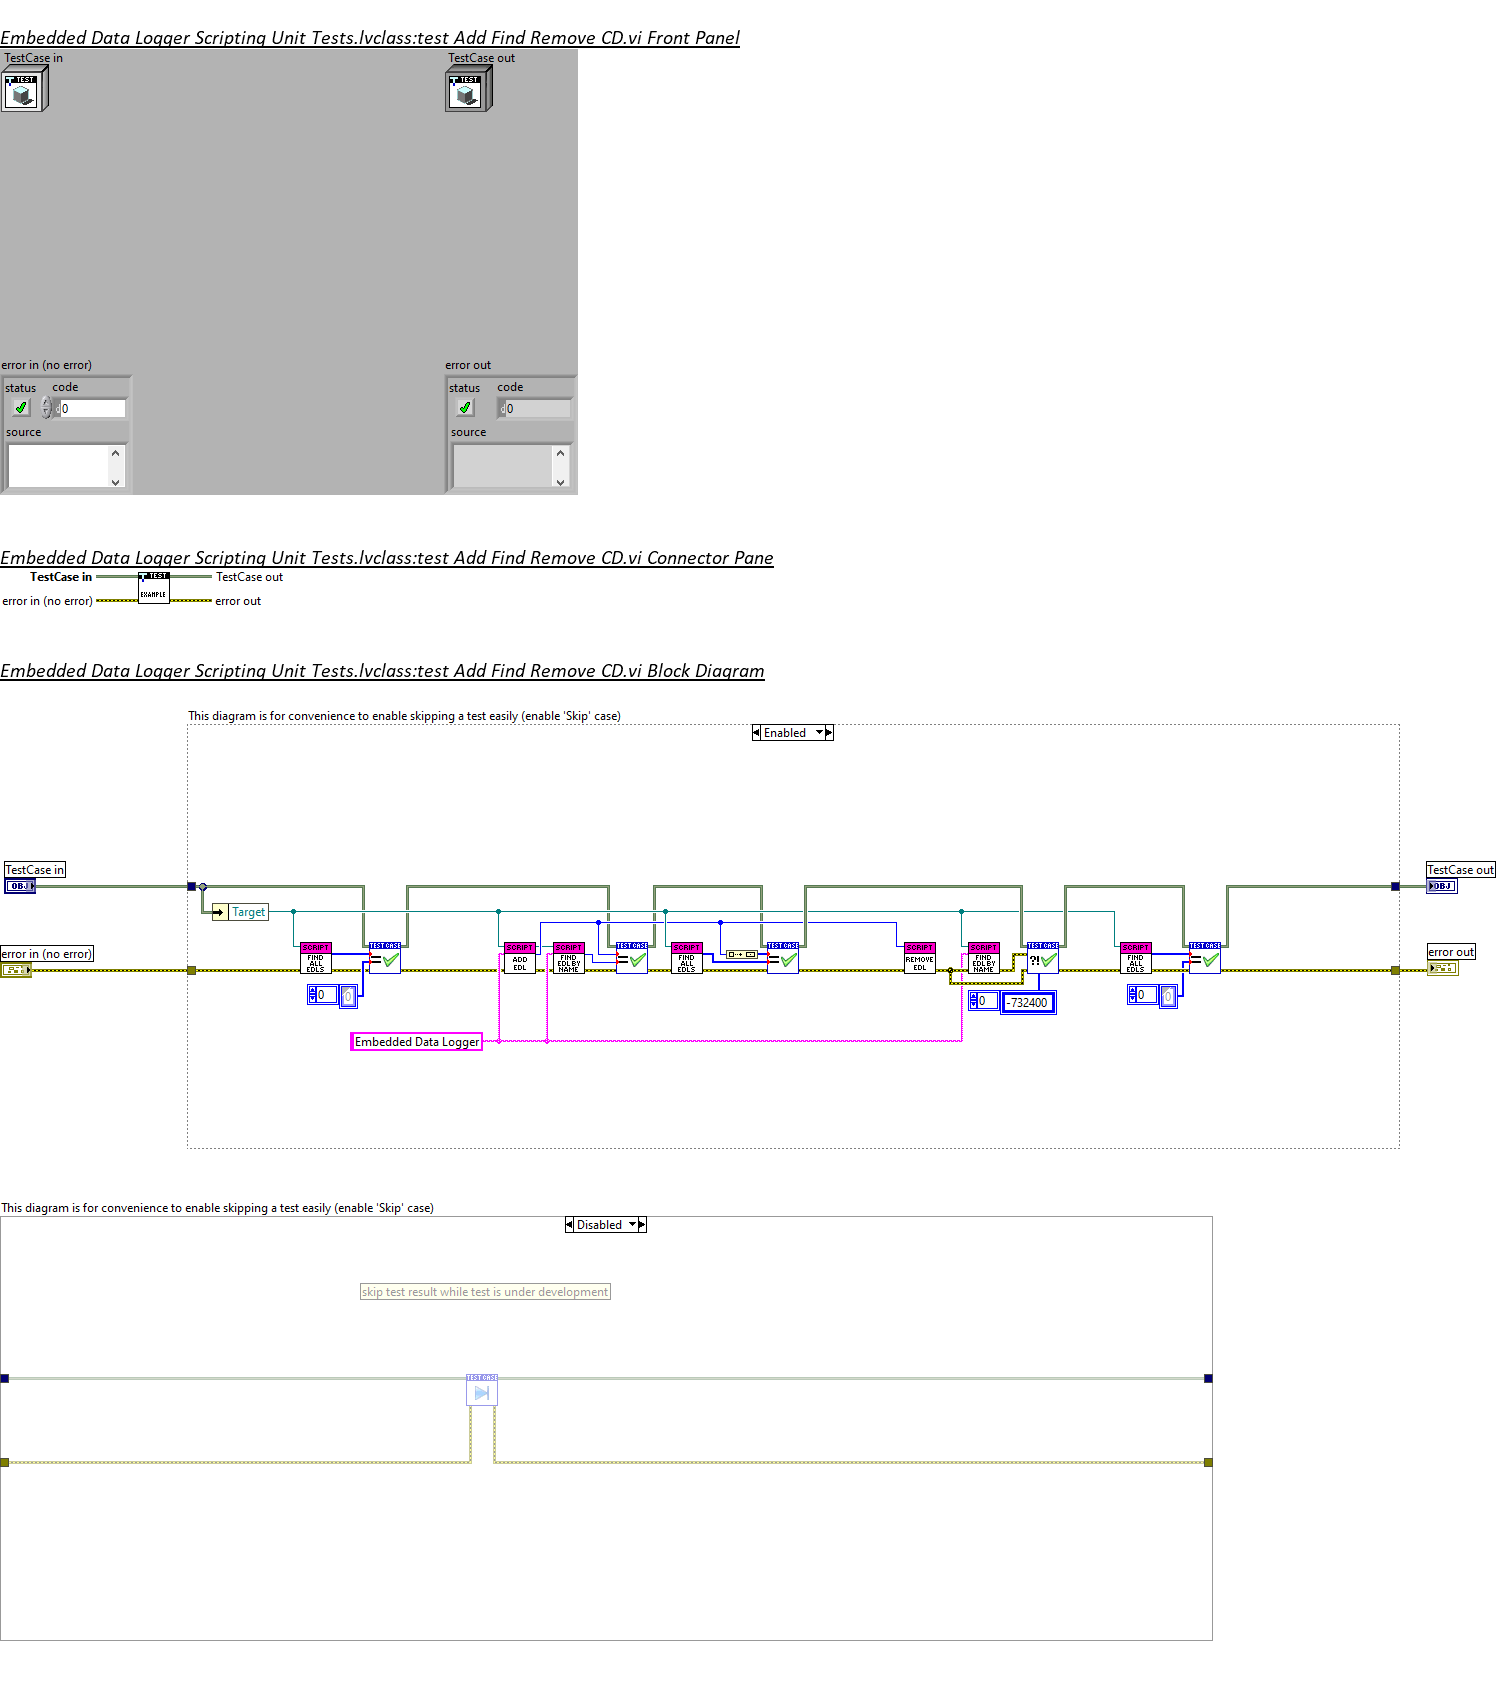 Embedded Data Logger Scripting Unit Tests.lvclass:test Add Find Remove CD.vi Front Panel
TestCase in
TestCase out
TEST
TEST
error in (no error)
error out
status
code
status
code
d
0
d
0
source
source
Embedded Data Logger Scripting Unit Tests.lvclass:test Add Find Remove CD.vi Connector Pane
TestCase in
TEST
EXAMPLE
TestCase out
error in (no error)
error out
Embedded Data Logger Scripting Unit Tests.lvclass:test Add Find Remove CD.vi Block Diagram
This diagram is for convenience to enable skipping a test easily (enable 'Skip' case)
Enabled
TestCase in
OBJ
TestCase out
OBJ
Target
error in (no error)
error out
SCRIPT
FIND
ALL
EDLS
TEST CASE
=
SCRIPT
ADD
EDL
SCRIPT
FIND
EDL BY
NAME
TEST CASE
=
SCRIPT
FIND
ALL
EDLS
TEST CASE
=
SCRIPT
REMOVE
EDL
SCRIPT
FIND
EDL BY
NAME
TEST CASE
?!
SCRIPT
FIND
ALL
EDLS
TEST CASE
=
0
0
0
-732400
0
0
Embedded Data Logger
This diagram is for convenience to enable skipping a test easily (enable 'Skip' case)
Disabled
skip test result while test is under development
TEST CASE